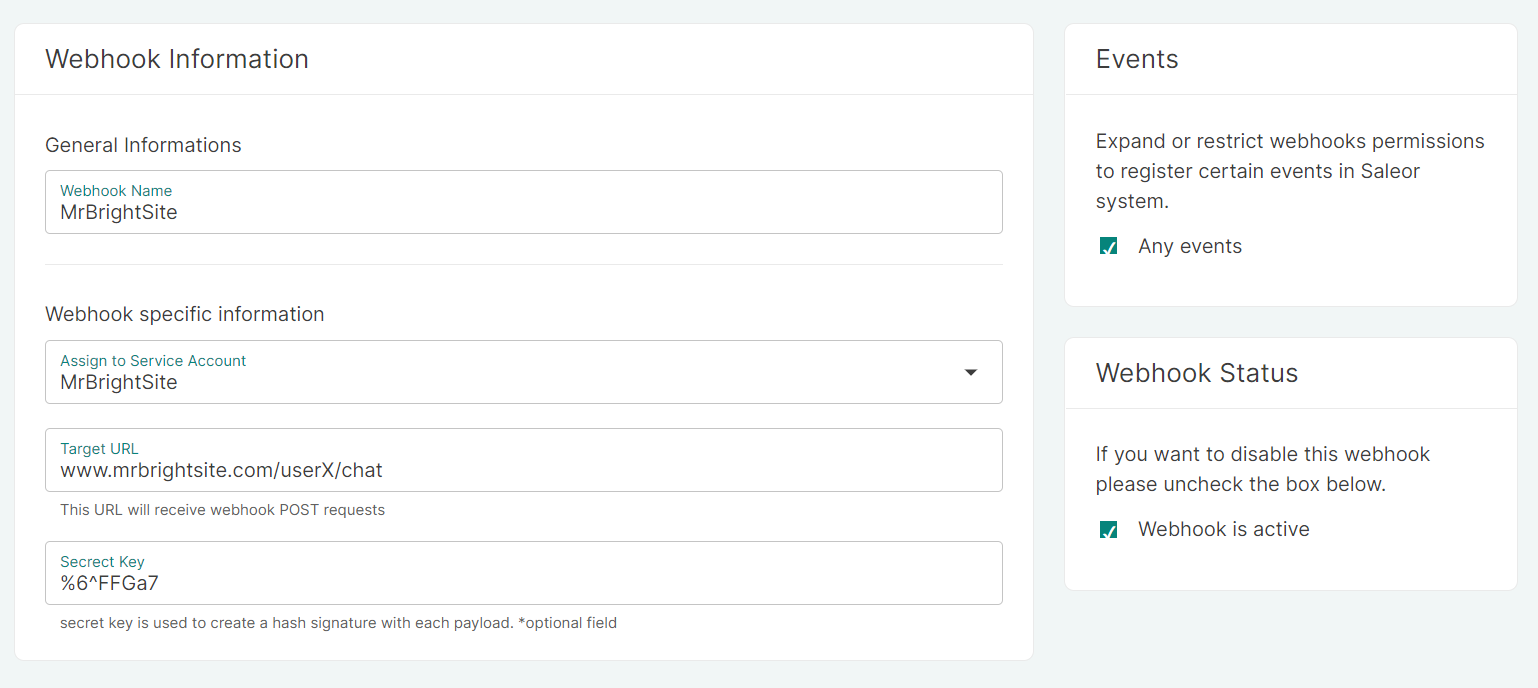 Webhook Information
General Informations
Webhook Name
MrBrightSite
Webhook specific information
Assign to Service Account
MrBrightSite
Target URL
www.mrbrightsite.com/userX/chat
This URL will receive webhook POST requests
Secrect Key
%6^FFGa7
secret key is used to create a hash signature with each payload. *optional field
Events
Expand or restrict webhooks permissions
to register certain events in Saleor
system.
Any events
Webhook Status
If you want to disable this webhook
please uncheck the box below.
Webhook is active